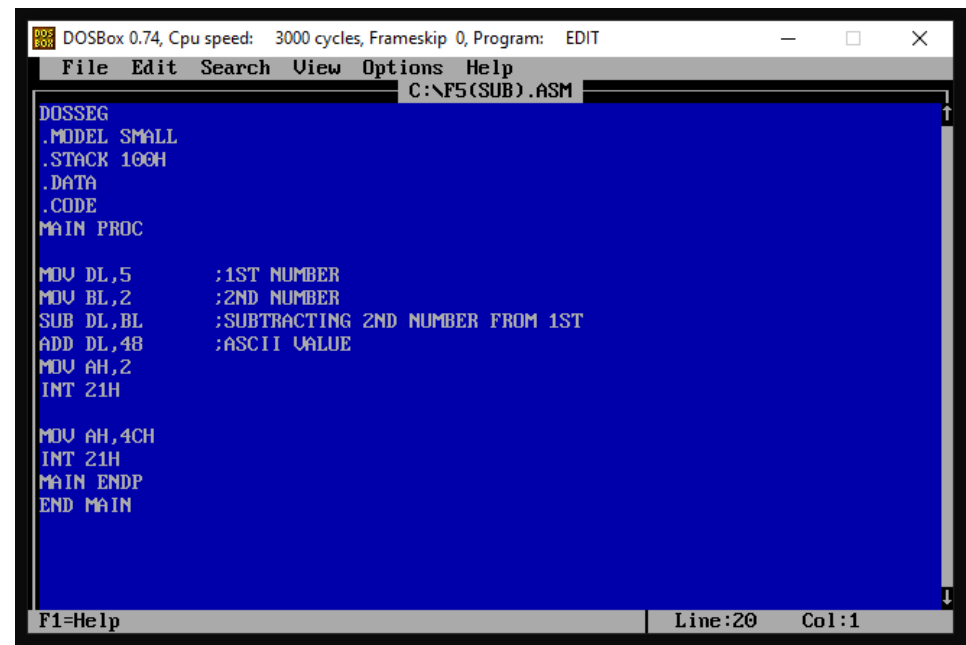 DOSBox 0.74, Cpu speed: 3000 cycles, Frameskip 0, Program: EDIT
File Edit Search View Options Help
C:\F5(SUB).ASM
DOSSEG
.MODEL SMALL
.STACK 100H
.DATA
.CODE
MAIN PROC
MOV DL,5 ;1ST NUMBER
MOV BL,2 ;2ND NUMBER
SUB DL,BL ;SUBTRACTING 2ND NUMBER FROM 1ST
ADD DL,48 ;ASCII VALUE
MOV AH,2
INT 21H
MOV AH,4CH
INT 21H
MAIN ENDP
END MAIN
F1=Help Line:20 Col:1